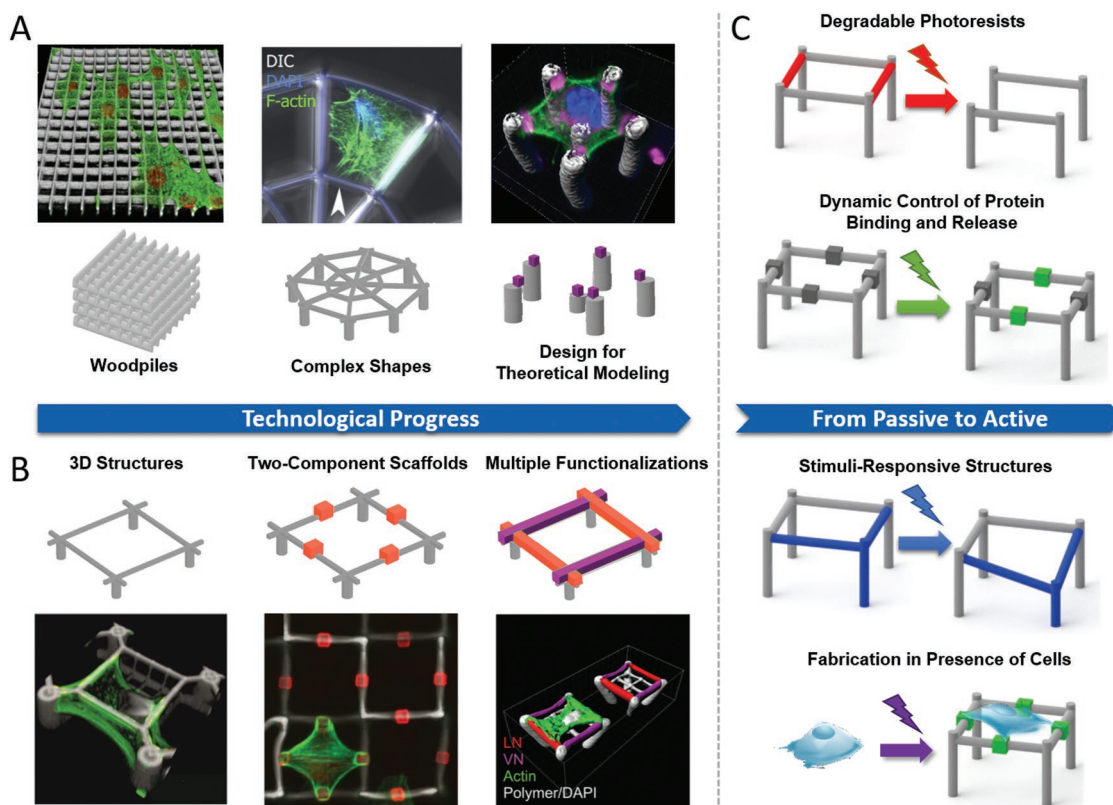 A
DIC
DAPI
F-actin
Woodpiles
Complex Shapes
Design for
Theoretical Modeling
Technological Progress
B
3D Structures
Two-Component Scaffolds
Multiple Functionalizations
LN
VN
Actin
Polymer/DAPI
C
Degradable Photoresists
Dynamic Control of Protein
Binding and Release
From Passive to Active
Stimuli-Responsive Structures
Fabrication in Presence of Cells